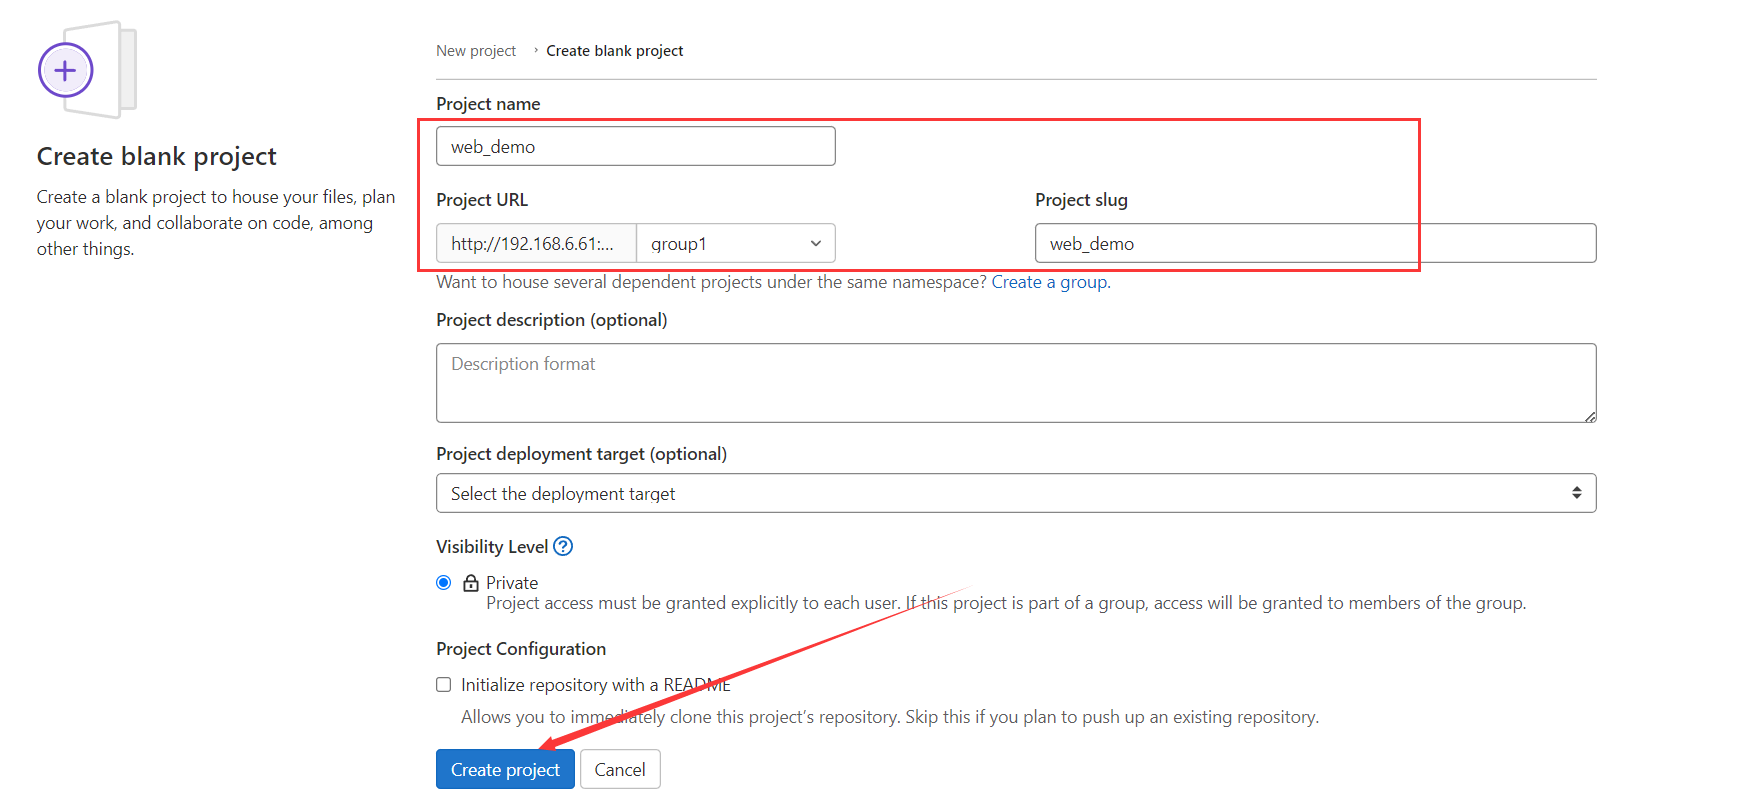 New project › Create blank project
Create blank project
Create a blank project to house your files, plan
your work, and collaborate on code, among
other things.
Project name
web_demo
Project URL
Project slug
http://192.168.6.61:...
group1
web_demo
Want to house several dependent projects under the same namespace? Create a group.
Project description (optional)
Description format
Project deployment target (optional)
Select the deployment target
Visibility Level ?
Private
Project access must be granted explicitly to each user. If this project is part of a group, access will be granted to members of the group.
Project Configuration
Initialize repository with a README
Allows you to immediately clone this project’s repository. Skip this if you plan to push up an existing repository.
Create project
Cancel